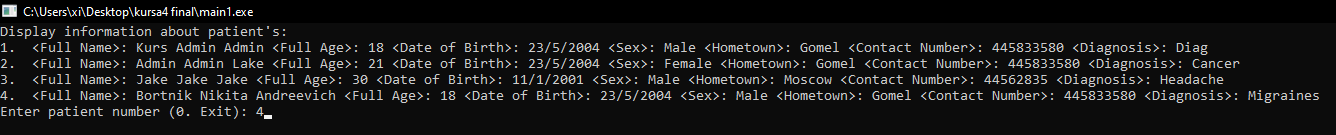 C:\Users\xi\Desktop\kursa4 final\main1.exe
Display information about patient's:
1.  <Full Name>: Kurs Admin Admin <Full Age>: 18 <Date of Birth>: 23/5/2004 <Sex>: Male <Hometown>: Gomel <Contact Number>: 445833580 <Diagnosis>: Diag
2.  <Full Name>: Admin Admin Lake <Full Age>: 21 <Date of Birth>: 23/5/2004 <Sex>: Female <Hometown>: Gomel <Contact Number>: 445833580 <Diagnosis>: Cancer
3.  <Full Name>: Jake Jake Jake <Full Age>: 30 <Date of Birth>: 11/1/2001 <Sex>: Male <Hometown>: Moscow <Contact Number>: 44562835 <Diagnosis>: Headache
4.  <Full Name>: Bortnik Nikita Andreevich <Full Age>: 18 <Date of Birth>: 23/5/2004 <Sex>: Male <Hometown>: Gomel <Contact Number>: 445833580 <Diagnosis>: Migraines
Enter patient number (0. Exit): 4